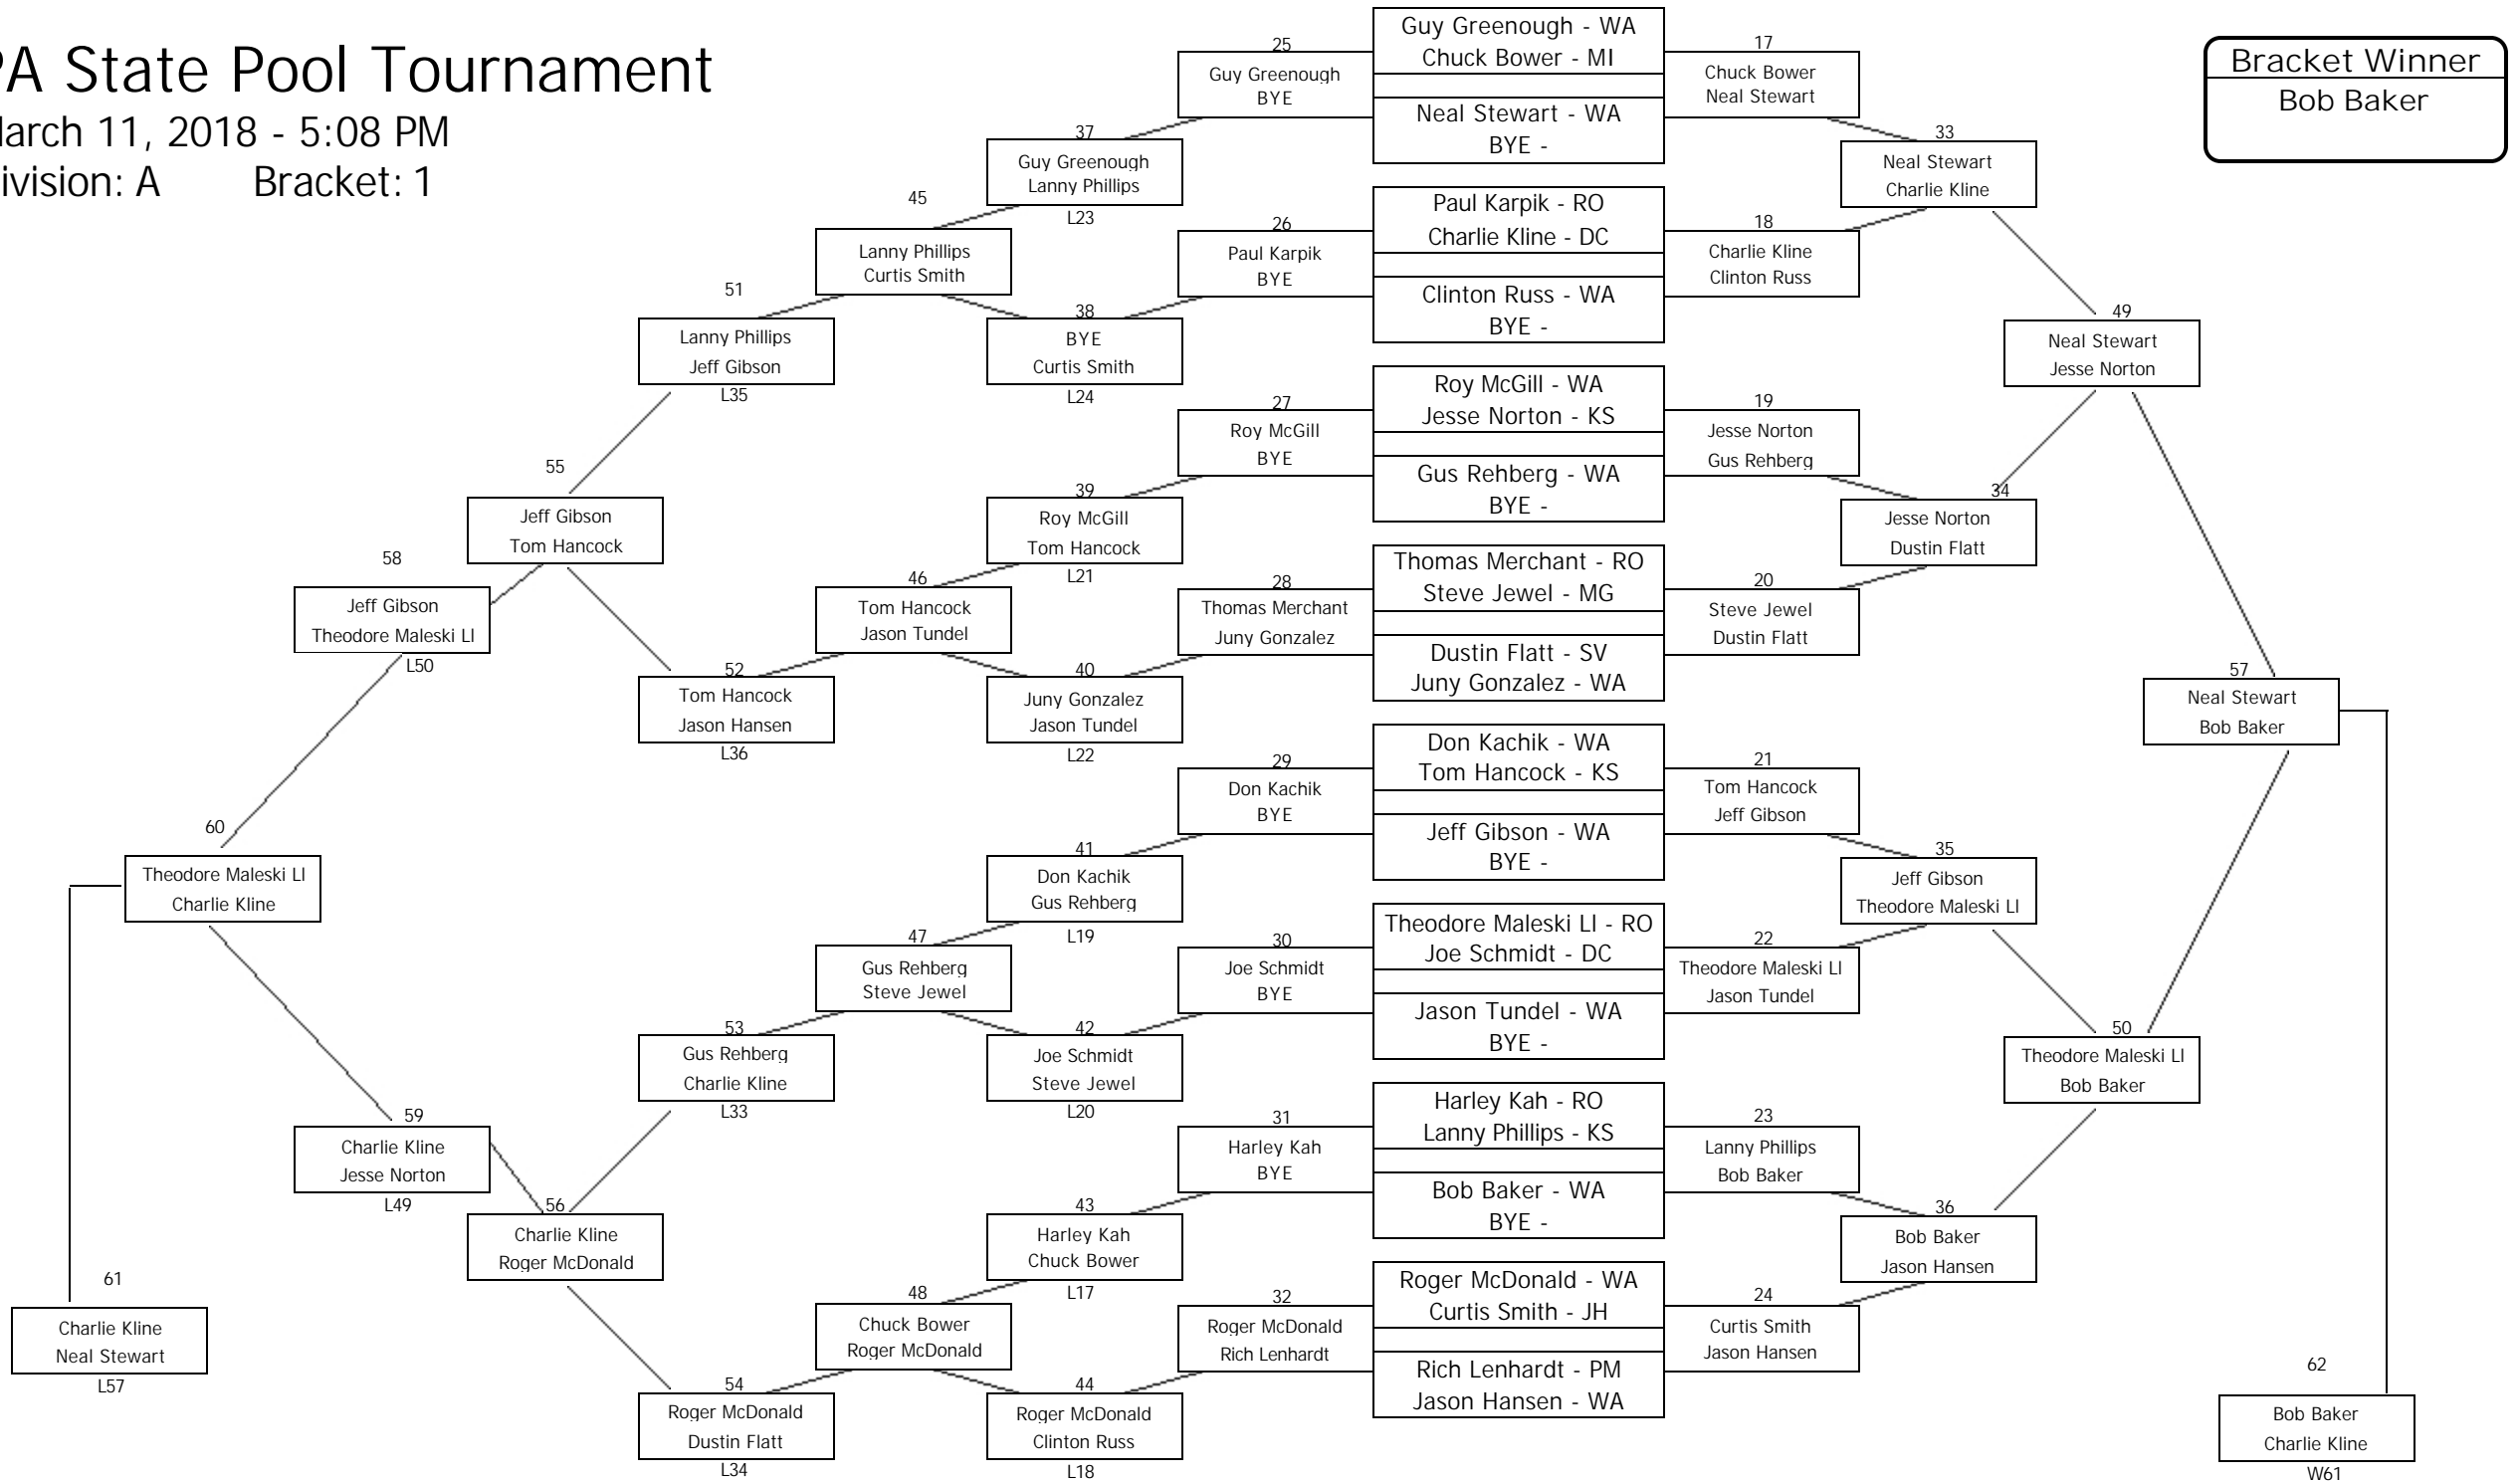 PA State Pool Tournament
March 11, 2018 - 5:08 PM
ivision: A Bracket: 1
Bracket Winner
Bob Baker
61
Charlie Kline
Neal Stewart
L57
60
Theodore Maleski LI
Charlie Kline
58
Jeff Gibson
Theodore Maleski LI
L50
59
Charlie Kline
Jesse Norton
L49
55
Jeff Gibson
Tom Hancock
56
Charlie Kline
Roger McDonald
51
Lanny Phillips
Jeff Gibson
L35
52
Tom Hancock
Jason Hansen
L36
53
Gus Rehberg
Charlie Kline
L33
54
Roger McDonald
Dustin Flatt
L34
45
Lanny Phillips
Curtis Smith
46
Tom Hancock
Jason Tundel
47
Gus Rehberg
Steve Jewel
48
Chuck Bower
Roger McDonald
37
Guy Greenough
Lanny Phillips
L23
38
BYE
Curtis Smith
L24
39
Roy McGill
Tom Hancock
L21
40
Juny Gonzalez
Jason Tundel
L22
41
Don Kachik
Gus Rehberg
L19
42
Joe Schmidt
Steve Jewel
L20
43
Harley Kah
Chuck Bower
L17
44
Roger McDonald
Clinton Russ
L18
25
Guy Greenough
BYE
26
Paul Karpik
BYE
27
Roy McGill
BYE
28
Thomas Merchant
Juny Gonzalez
29
Don Kachik
BYE
30
Joe Schmidt
BYE
31
Harley Kah
BYE
32
Roger McDonald
Rich Lenhardt
Guy Greenough - WA
Chuck Bower - MI
Neal Stewart - WA
BYE -
Paul Karpik - RO
Charlie Kline - DC
Clinton Russ - WA
BYE -
Roy McGill - WA
Jesse Norton - KS
Gus Rehberg - WA
BYE -
Thomas Merchant - RO
Steve Jewel - MG
Dustin Flatt - SV
Juny Gonzalez - WA
Don Kachik - WA
Tom Hancock - KS
Jeff Gibson - WA
BYE -
Theodore Maleski LI - RO
Joe Schmidt - DC
Jason Tundel - WA
BYE -
Harley Kah - RO
Lanny Phillips - KS
Bob Baker - WA
BYE -
Roger McDonald - WA
Curtis Smith - JH
Rich Lenhardt - PM
Jason Hansen - WA
17
Chuck Bower
Neal Stewart
18
Charlie Kline
Clinton Russ
19
Jesse Norton
Gus Rehberg
20
Steve Jewel
Dustin Flatt
21
Tom Hancock
Jeff Gibson
22
Theodore Maleski LI
Jason Tundel
23
Lanny Phillips
Bob Baker
24
Curtis Smith
Jason Hansen
33
Neal Stewart
Charlie Kline
34
Jesse Norton
Dustin Flatt
35
Jeff Gibson
Theodore Maleski LI
36
Bob Baker
Jason Hansen
49
Neal Stewart
Jesse Norton
50
Theodore Maleski LI
Bob Baker
57
Neal Stewart
Bob Baker
62
Bob Baker
Charlie Kline
W61